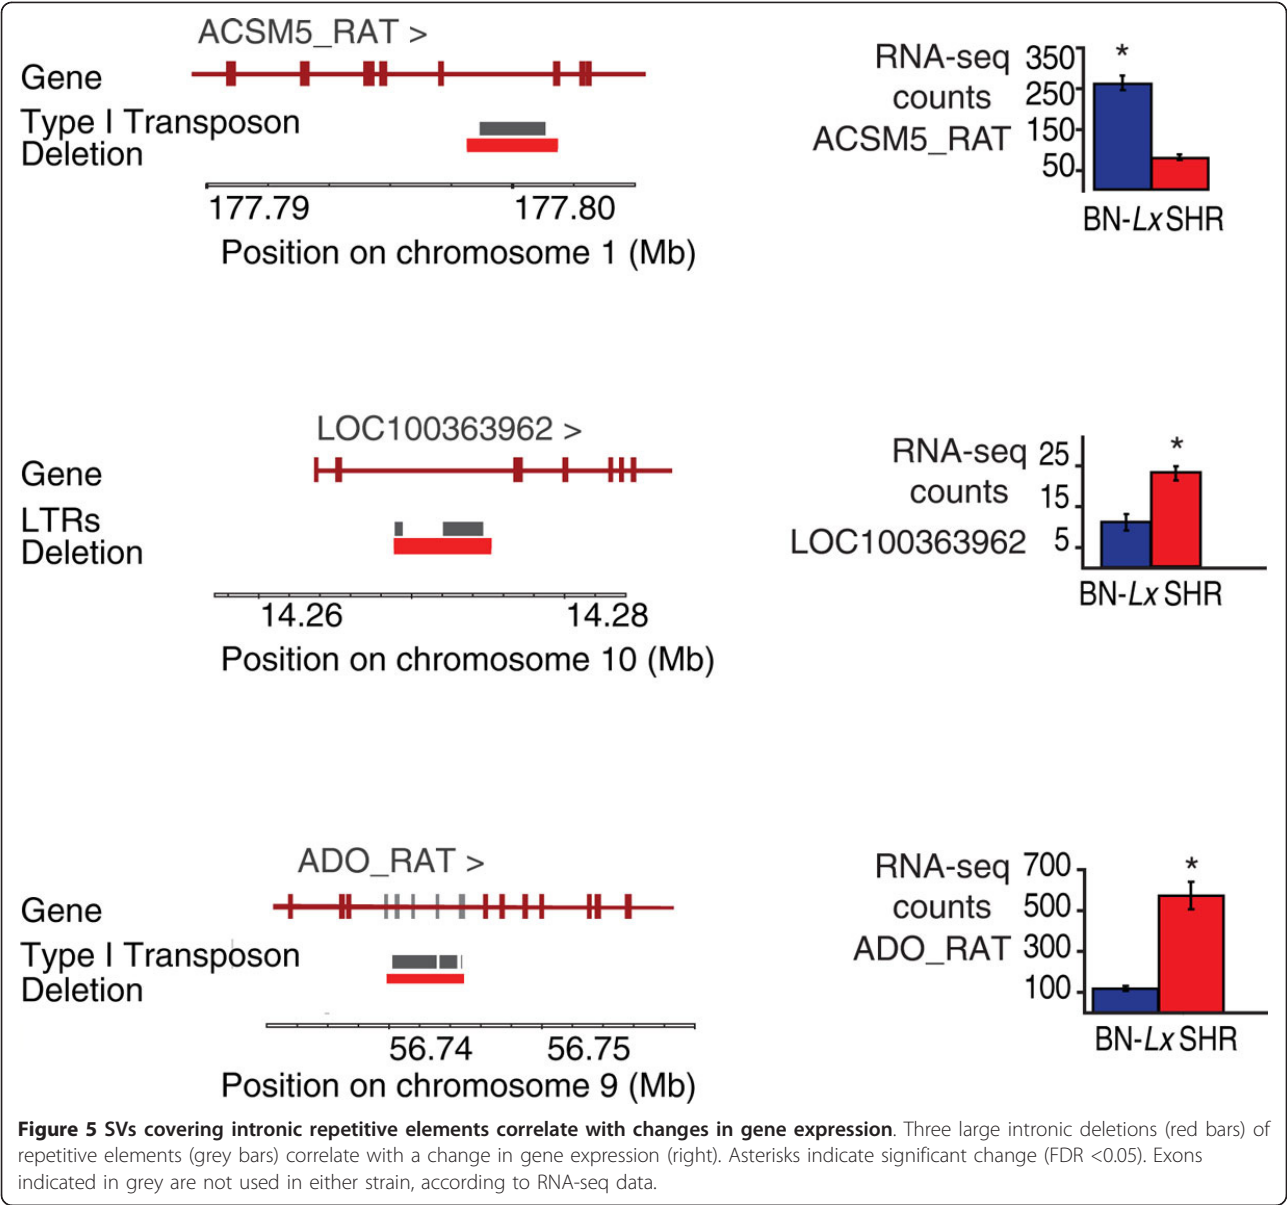 ACSM5_RAT >
Gene
Type I Transposon
Deletion
177.79 177.80
Position on chromosome 1 (Mb)
RNA-seq
counts
ACSM5_RAT
350
250
150
50
*
BN-Lx SHR
LOC100363962 >
Gene
LTRs
Deletion
14.26 14.28
Position on chromosome 10 (Mb)
RNA-seq
counts
LOC100363962
25
15
5
*
BN-Lx SHR
ADO_RAT >
Gene
Type I Transposon
Deletion
56.74 56.75
Position on chromosome 9 (Mb)
RNA-seq
counts
ADO_RAT
700
500
300
100
*
BN-Lx SHR
Figure 5 SVs covering intronic repetitive elements correlate with changes in gene expression. Three large intronic deletions (red bars) of
repetitive elements (grey bars) correlate with a change in gene expression (right). Asterisks indicate significant change (FDR <0.05). Exons
indicated in grey are not used in either strain, according to RNA-seq data.